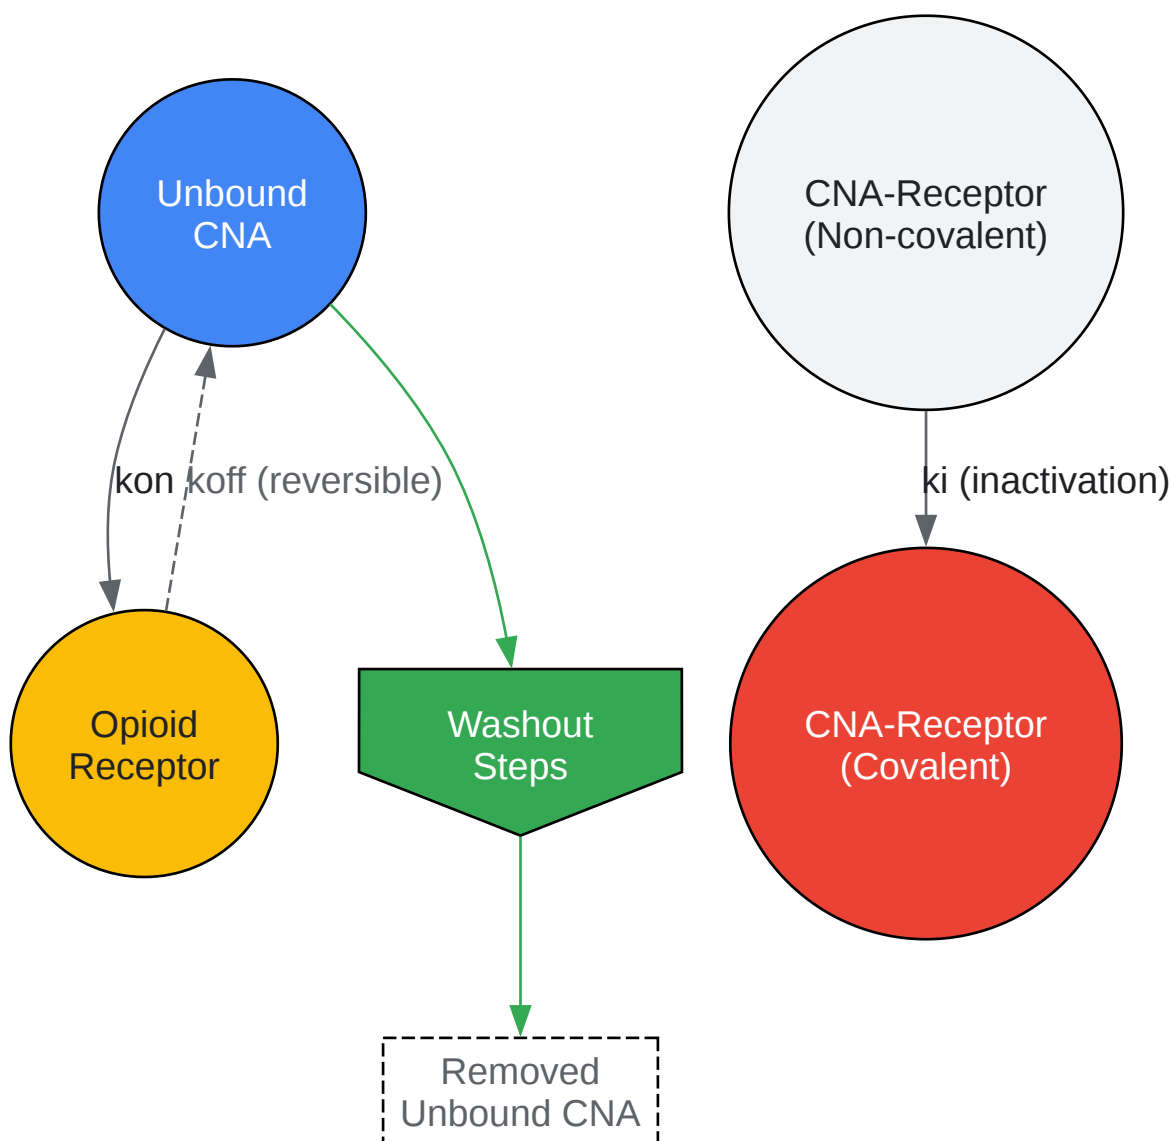 Unbound
CNA
CNA-Receptor
(Non-covalent)
kon
koff (reversible)
ki (inactivation)
Opioid
Receptor
Washout
Steps
CNA-Receptor
(Covalent)
Removed
Unbound CNA